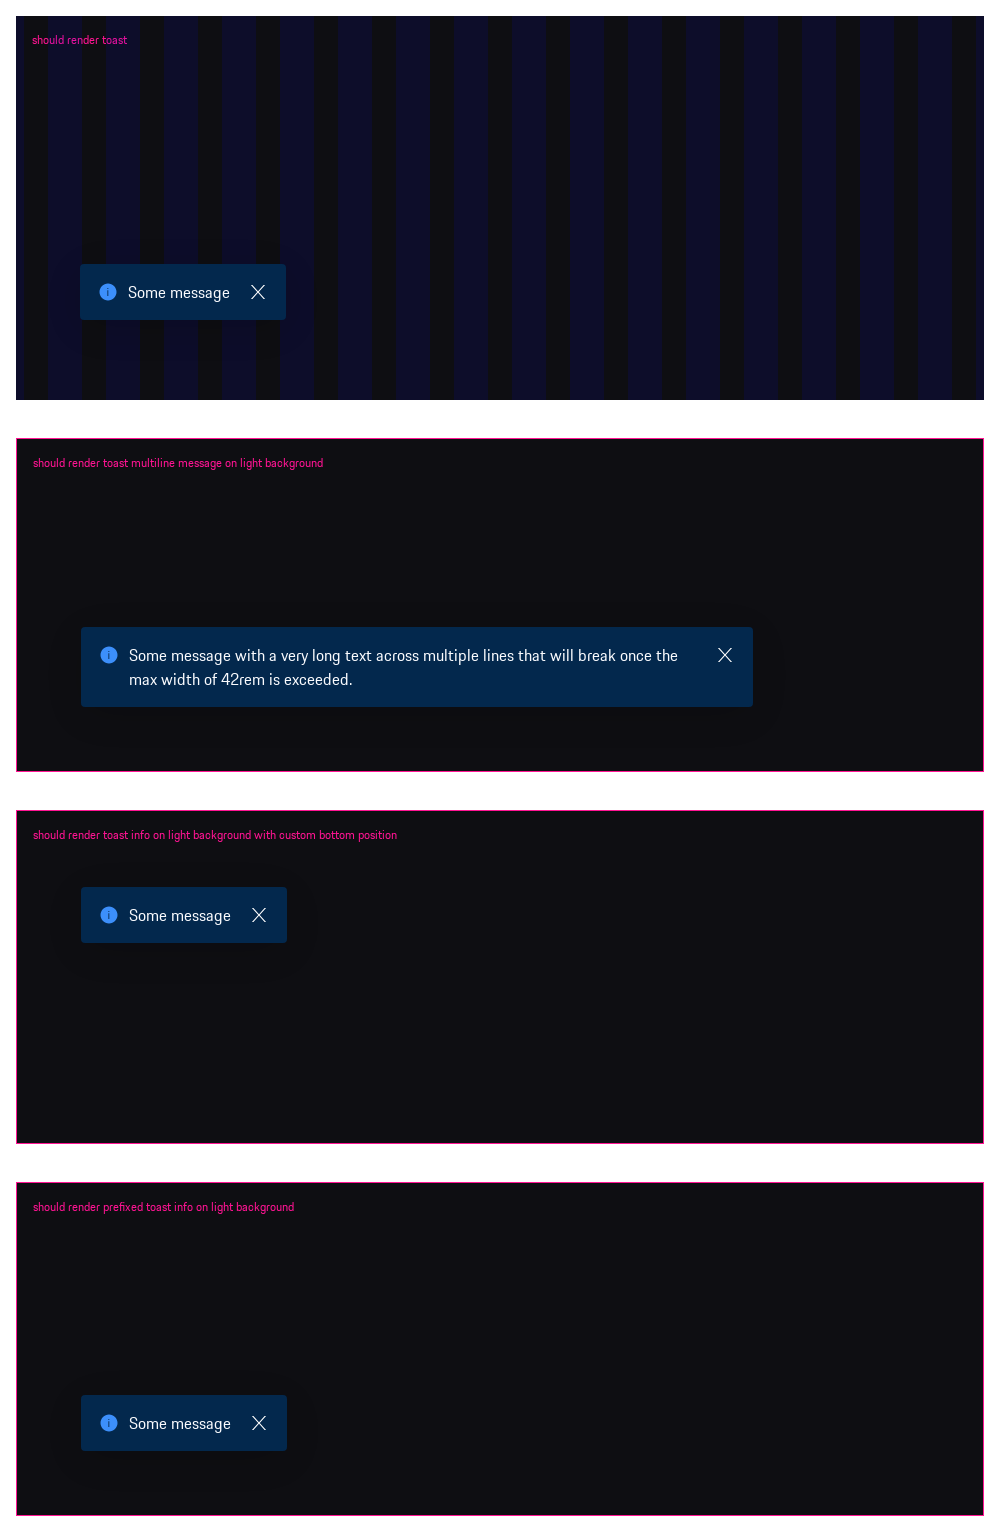 should render toast
Some message
should render toast multiline message on light background
Some message with a very long text across multiple lines that will break once the
max width of 42rem is exceeded.
should render toast info on light background with custom bottom position
Some message
should render prefixed toast info on light background
Some message